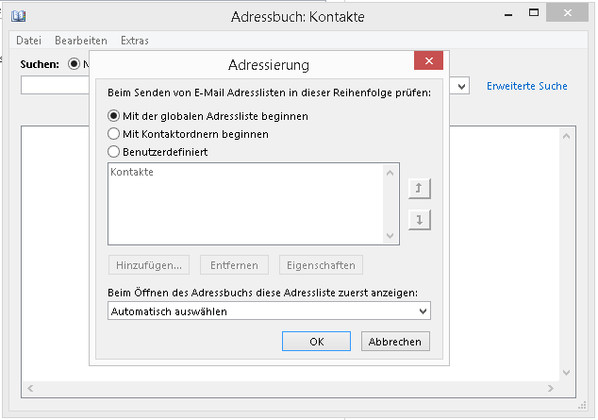 Adressbuch: Kontakte
Datei Bearbeiten Extras
Suchen:
Erweiterte Suche
Adressierung
Beim Senden von E-Mail Adresslisten in dieser Reihenfolge prüfen:
Mit der globalen Adressliste beginnen
Mit Kontaktordnern beginnen
Benutzerdefiniert
Kontakte
Hinzufügen... Entfernen Eigenschaften
Beim Öffnen des Adressbuchs diese Adressliste zuerst anzeigen:
Automatisch auswählen
OK Abbrechen